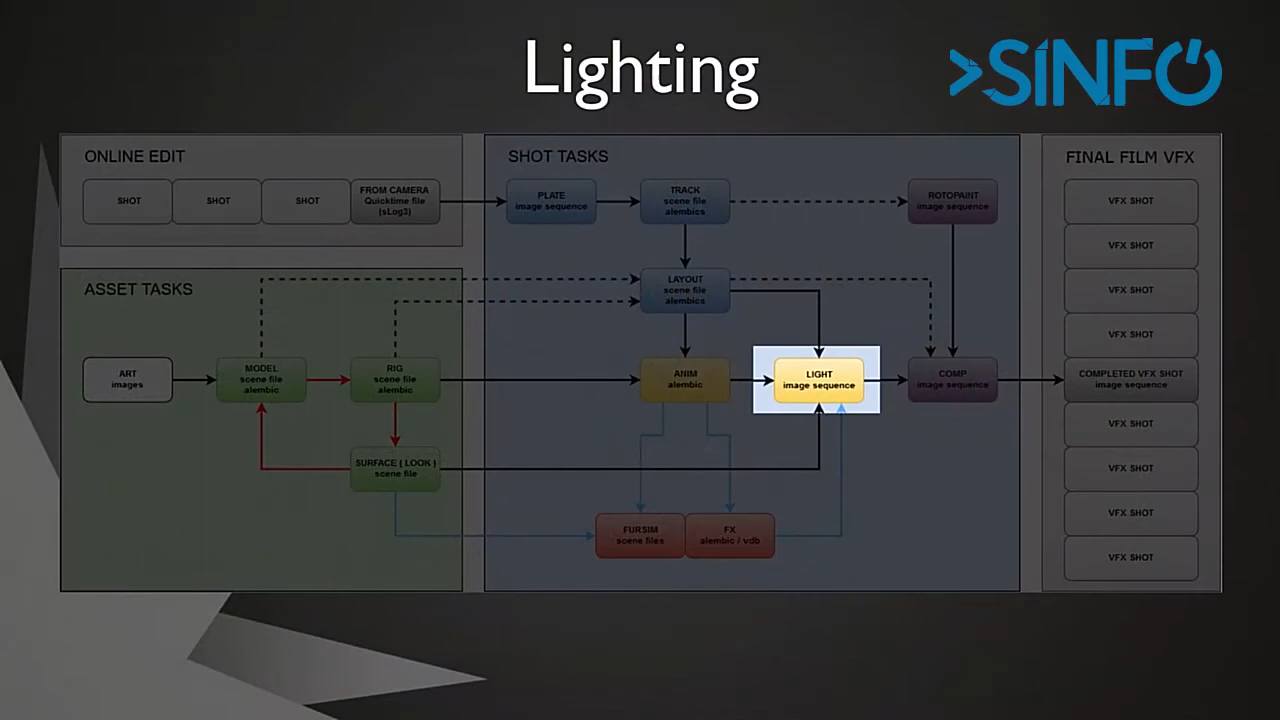 Lighting
>SINFO
ONLINE EDIT
SHOT
SHOT
SHOT
FROM CAMERA
Quicktime file
(sLog3)
SHOT TASKS
PLATE
image sequence
TRACK
scene file
alembics
ROTOPAINT
image sequence
LAYOUT
scene file
alembics
ASSET TASKS
ART
images
MODEL
scene file
alembic
RIG
scene file
alembic
SURFACE ( LOOK )
scene file
ANIM
alembic
LIGHT
image sequence
COMP
image sequence
FURSIM
scene files
FX
alembic / vdb
FINAL FILM VFX
VFX SHOT
VFX SHOT
VFX SHOT
VFX SHOT
COMPLETED VFX SHOT
image sequence
VFX SHOT
VFX SHOT
VFX SHOT
VFX SHOT